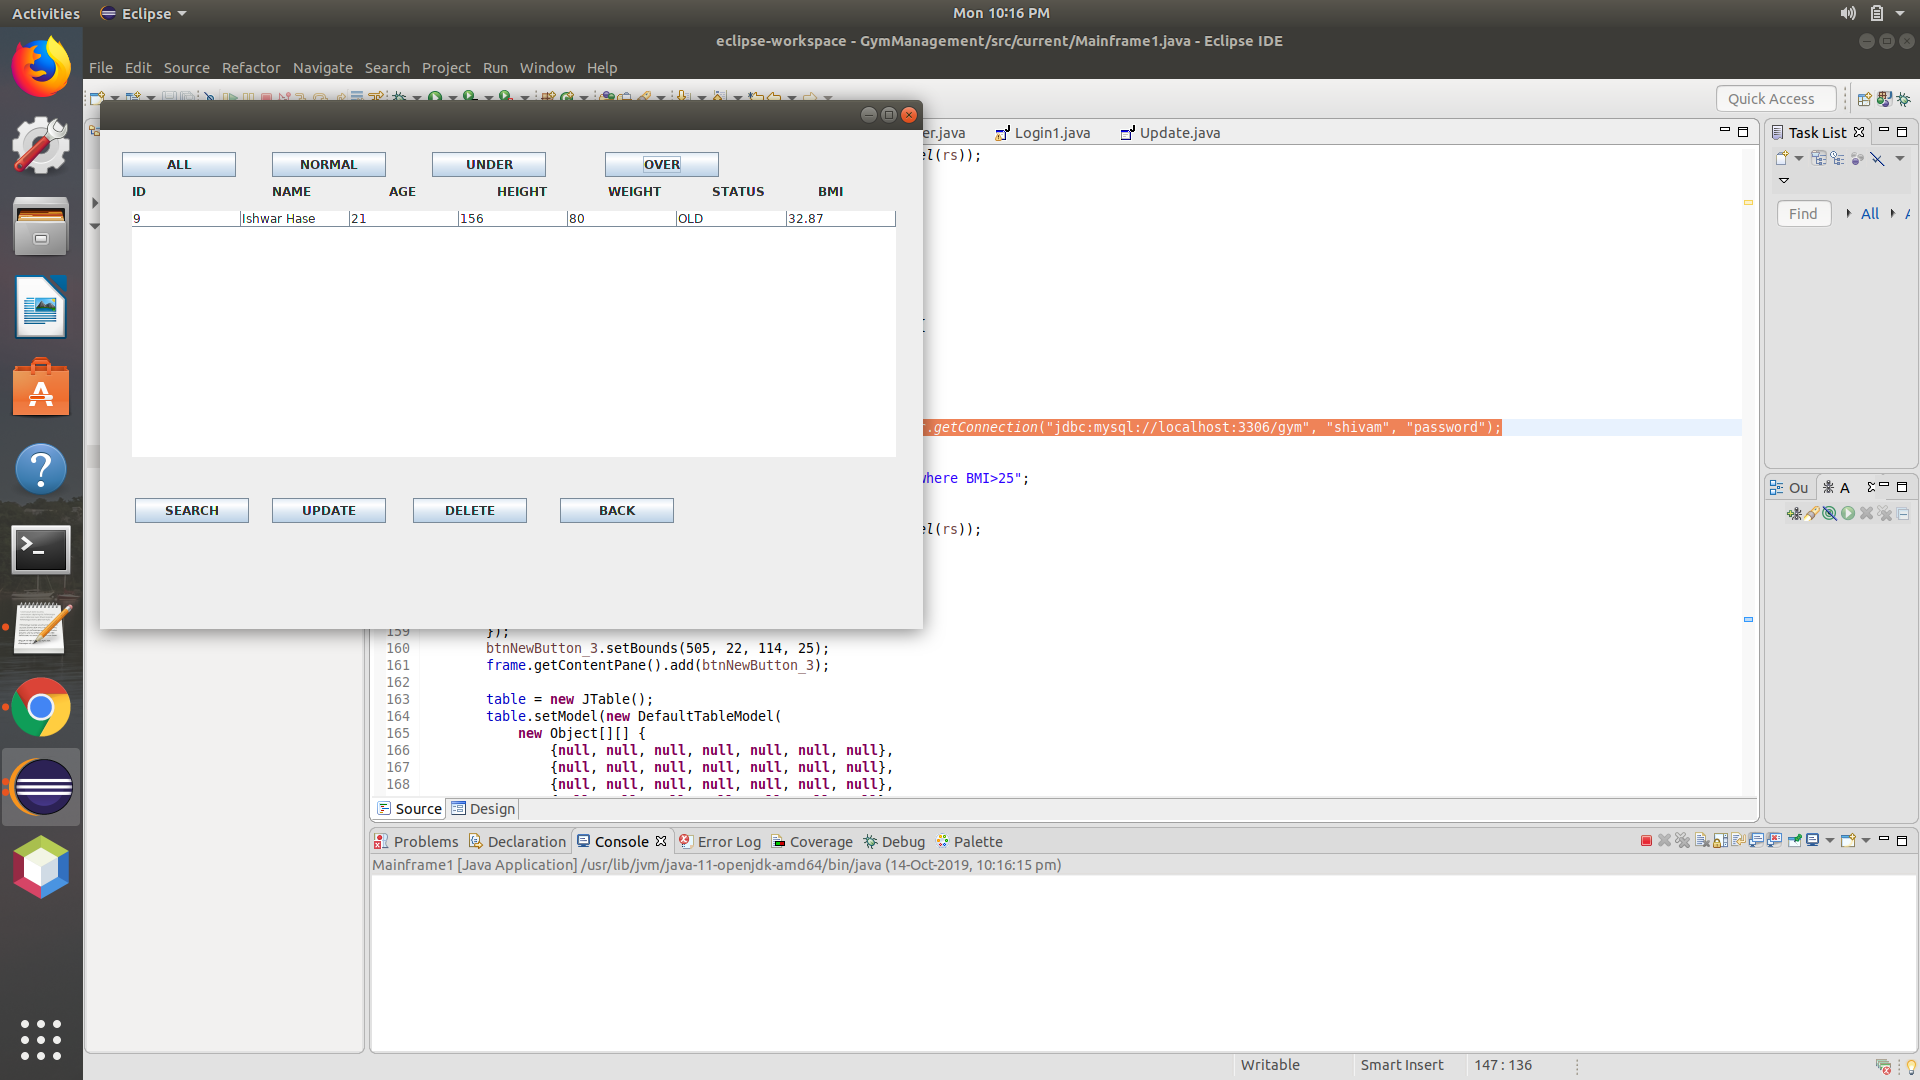 Activities Eclipse Mon 10:16 PM
eclipse-workspace - GymManagement/src/current/Mainframe1.java - Eclipse IDE
File Edit Source Refactor Navigate Search Project Run Window Help
Quick Access
er.java Login1.java Update.java
Task List
Find All
ALL NORMAL UNDER OVER
ID NAME AGE HEIGHT WEIGHT STATUS BMI
9 Ishwar Hase 21 156 80 OLD 32.87
SEARCH UPDATE DELETE BACK
el(rs));
.getConnection("jdbc:mysql://localhost:3306/gym", "shivam", "password");
where BMI>25";
el(rs));
Ou A
159 });
160 btnNewButton_3.setBounds(505, 22, 114, 25);
161 frame.getContentPane().add(btnNewButton_3);
162
163 table = new JTable();
164 table.setModel(new DefaultTableModel(
165 new Object[][] {
166 {null, null, null, null, null, null, null},
167 {null, null, null, null, null, null, null},
168 {null, null, null, null, null, null, null},
Source Design
Problems Declaration Console Error Log Coverage Debug Palette
Mainframe1 [Java Application] /usr/lib/jvm/java-11-openjdk-amd64/bin/java (14-Oct-2019, 10:16:15 pm)
Writable Smart Insert 147 : 136